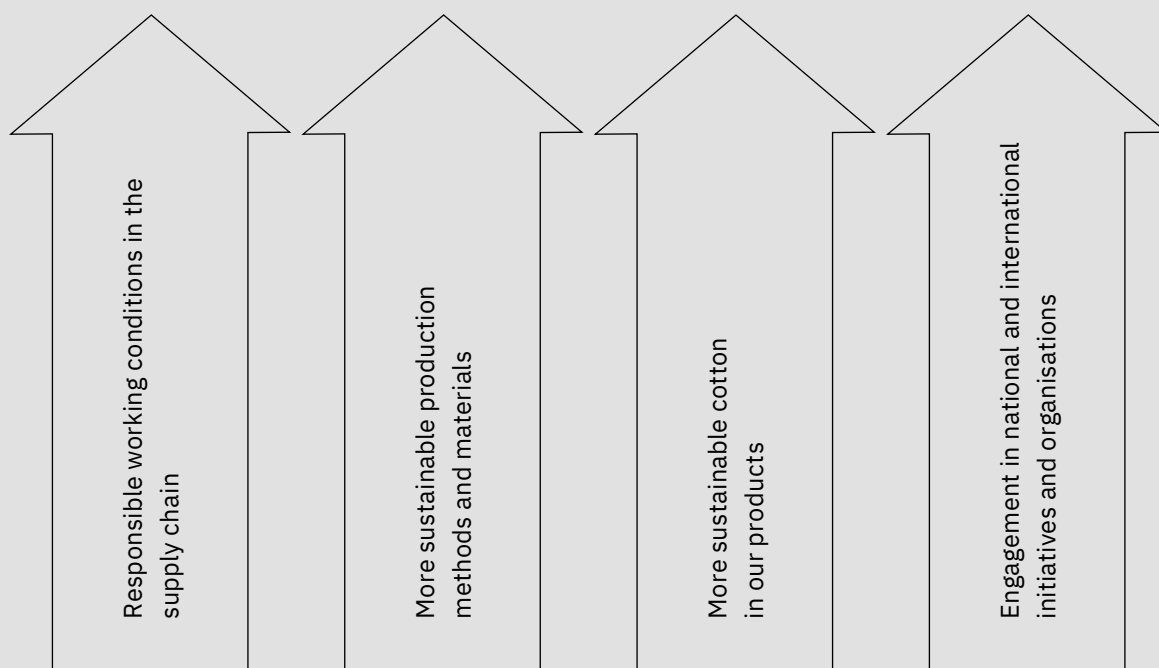 Responsible working conditions in the
supply chain
More sustainable production
methods and materials
More sustainable cotton
in our products
Engagement in national and international
initiatives and organisations